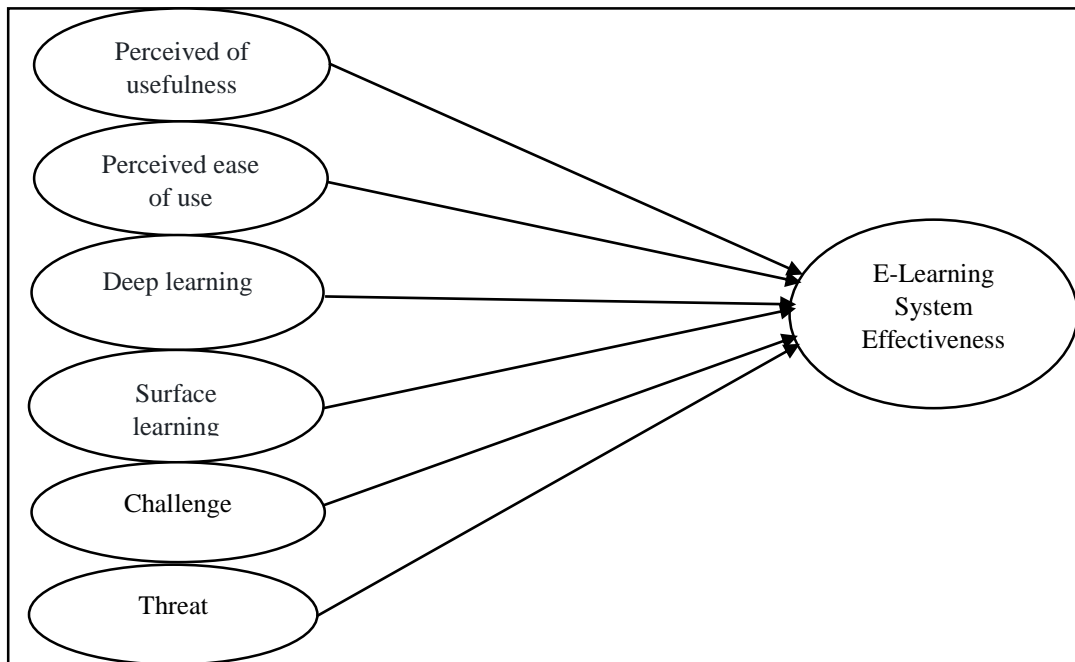 Perceived of
usefulness
Perceived ease
of use
Deep learning
Surface
learning
Challenge
Threat
E-Learning
System
Effectiveness